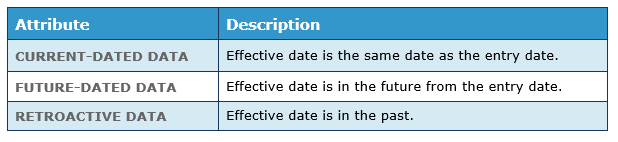 Attribute Description
CURRENT-DATED DATA Effective date is the same date as the entry date.
FUTURE-DATED DATA Effective date is in the future from the entry date.
RETROACTIVE DATA Effective date is in the past.